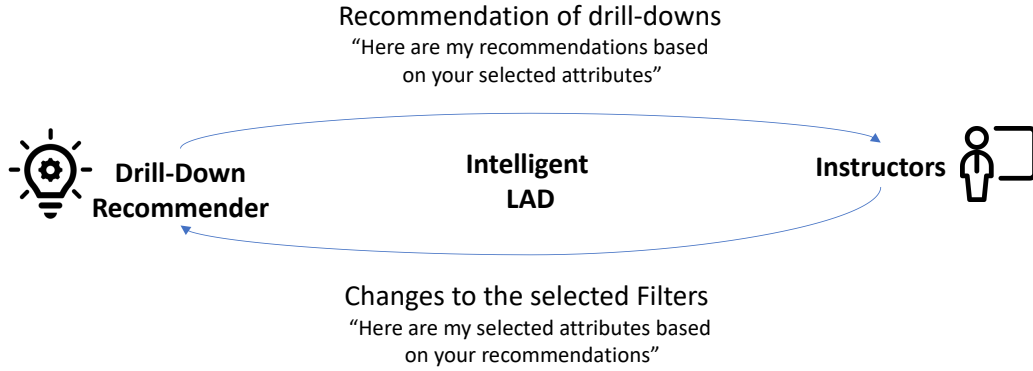 Recommendation of drill-downs
“Here are my recommendations based
on your selected attributes”
Drill-Down
Recommender
Intelligent
LAD
Instructors
Changes to the selected Filters
“Here are my selected attributes based
on your recommendations”